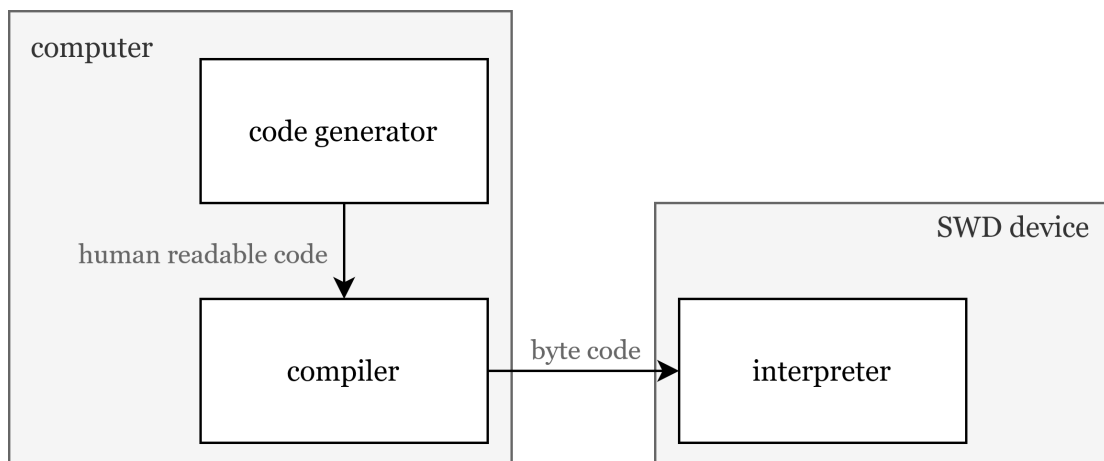 computer
code generator
human readable code
compiler
byte code
SWD device
interpreter